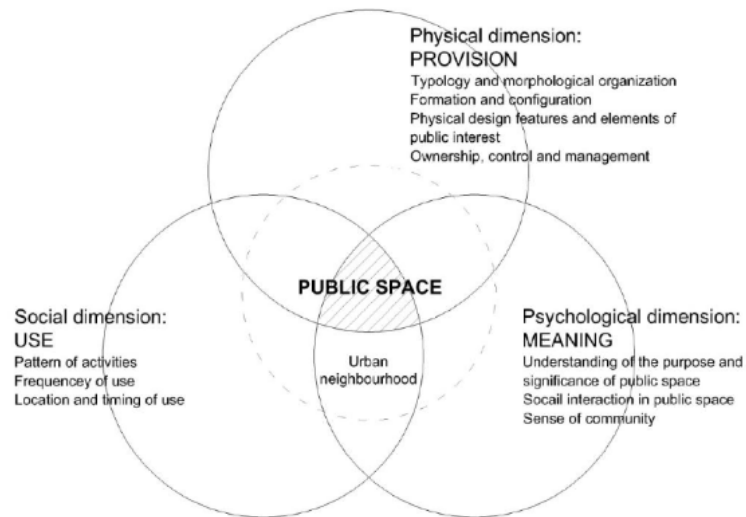 Physical dimension:
PROVISION
Typology and morphological organization
Formation and configuration
Physical design features and elements of
public interest
Ownership, control and management
PUBLIC SPACE
Social dimension:
USE
Pattern of activities
Frequencey of use
Location and timing of use
Urban
neighbourhood
Psychological dimension:
MEANING
Understanding of the purpose and
significance of public space
Socail interaction in public space
Sense of community